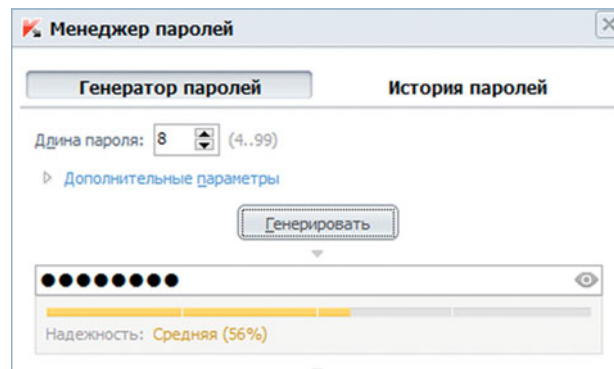 Менеджер паролей
Генератор паролей История паролей
Длина пароля: 8 (4..99)
Дополнительные параметры
Генерировать
●●●●●●●●
Надежность: Средняя (56%)